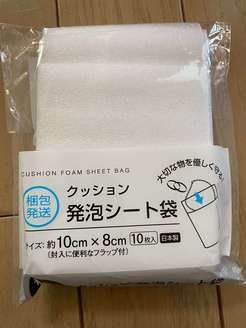 CUSHION FOAM SHEET BAG
大切な物を優しく守る
梱包
発送
クッション
発泡シート袋
サイズ:約10cm×8cm 10枚入 日本製
(封入に便利なフラップ付)